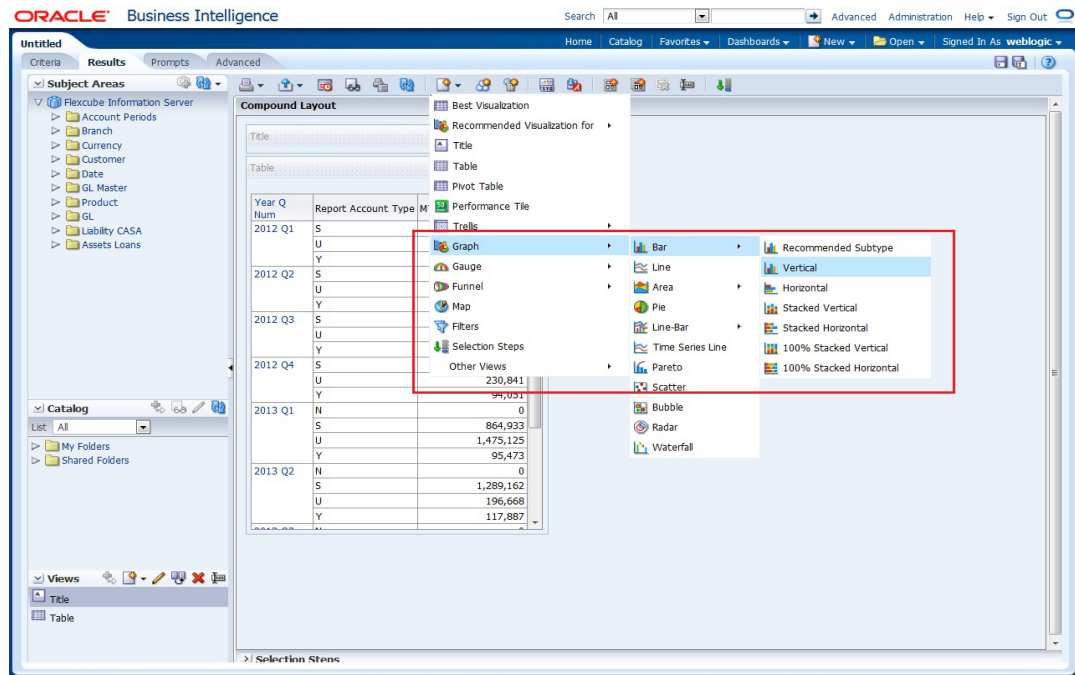 ORACLE Business Intelligence
Search All Advanced Administration Help Sign Out
Untitled Home Catalog Favorites Dashboards New Open Signed In As weblogic
Criteria Results Prompts Advanced
Subject Areas
Flexcube Information Server
Account Periods
Branch
Currency
Customer
Date
GL Master
Product
GL
Liability CASA
Assets Loans
Catalog
List All
My Folders
Shared Folders
Views
Title
Table
Compound Layout
Title
Table
Year Q Num Report Account Type
2012 Q1 S
U
Y
2012 Q2 S
U
Y
2012 Q3 S
U
Y
2012 Q4 S
U 230,841
Y 94,051
2013 Q1 N 0
S 864,933
U 1,475,125
Y 95,473
2013 Q2 N 0
S 1,289,162
U 196,668
Y 117,887
Best Visualization
Recommended Visualization for
Title
Table
Pivot Table
Performance Tile
Trellis
Graph
Gauge
Funnel
Map
Filters
Selection Steps
Other Views
Bar
Line
Area
Pie
Line-Bar
Time Series Line
Pareto
Scatter
Bubble
Radar
Waterfall
Recommended Subtype
Vertical
Horizontal
Stacked Vertical
Stacked Horizontal
100% Stacked Vertical
100% Stacked Horizontal
Selection Steps